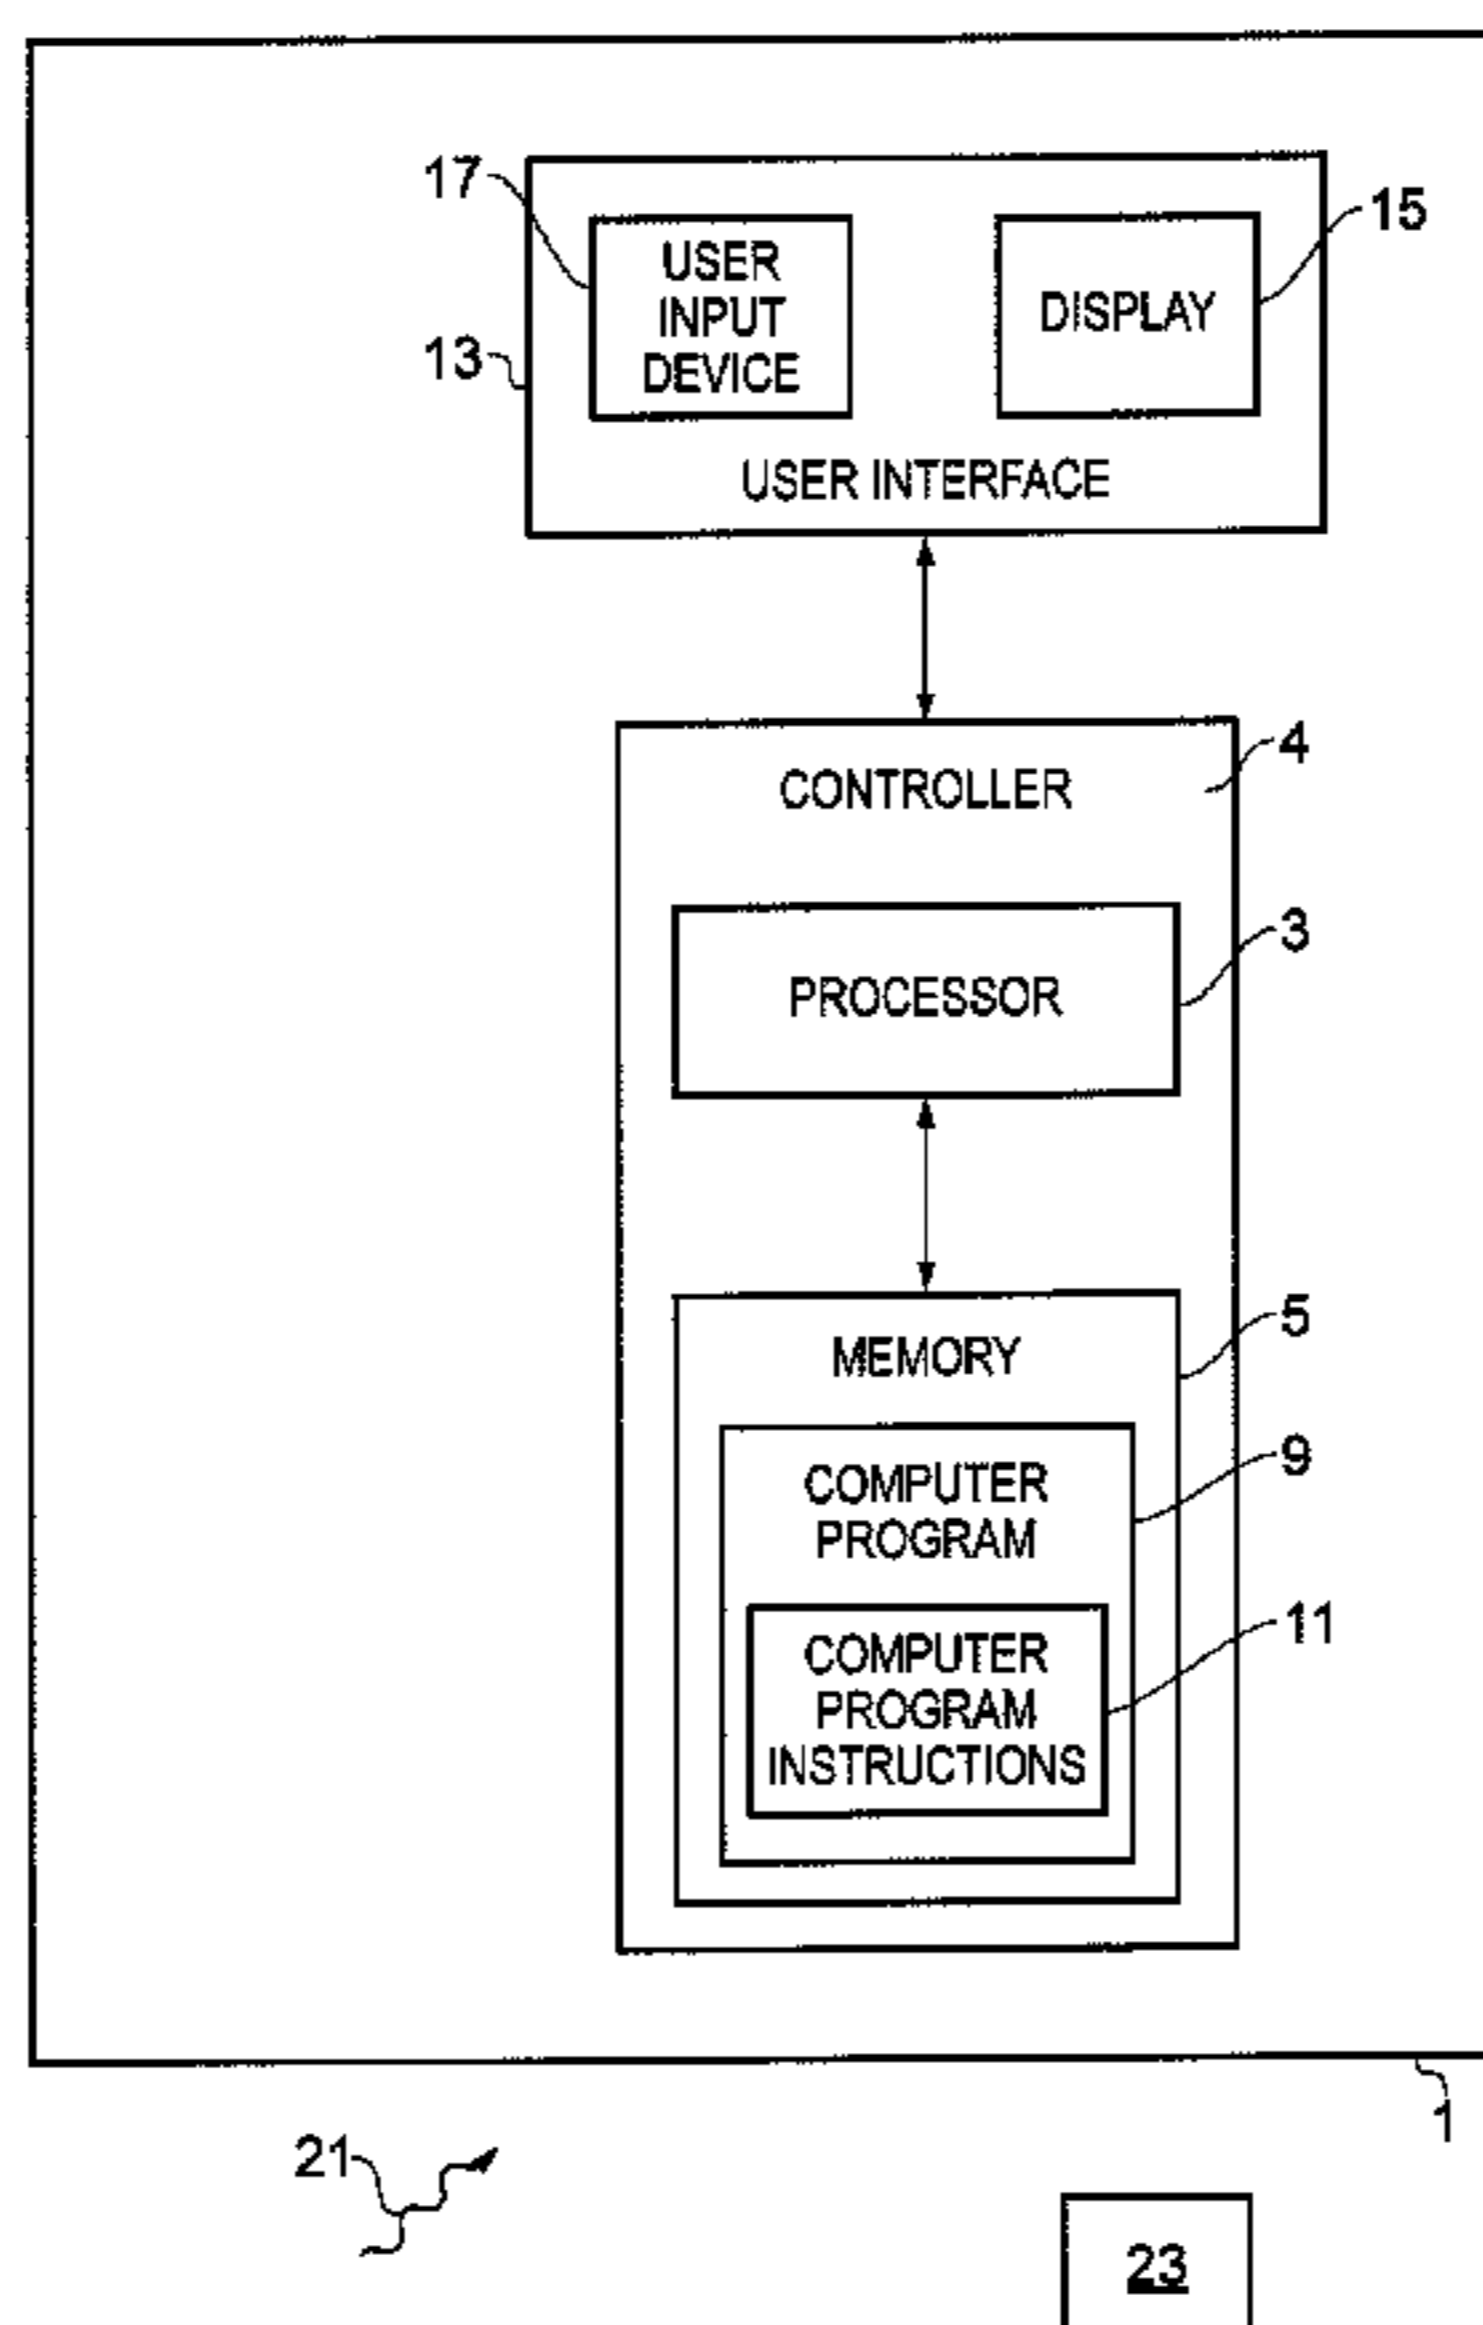 17
USER
INPUT
DEVICE
DISPLAY
15
13
USER INTERFACE
CONTROLLER
4
PROCESSOR
3
MEMORY
5
COMPUTER
PROGRAM
9
COMPUTER
PROGRAM
INSTRUCTIONS
11
1
21
23